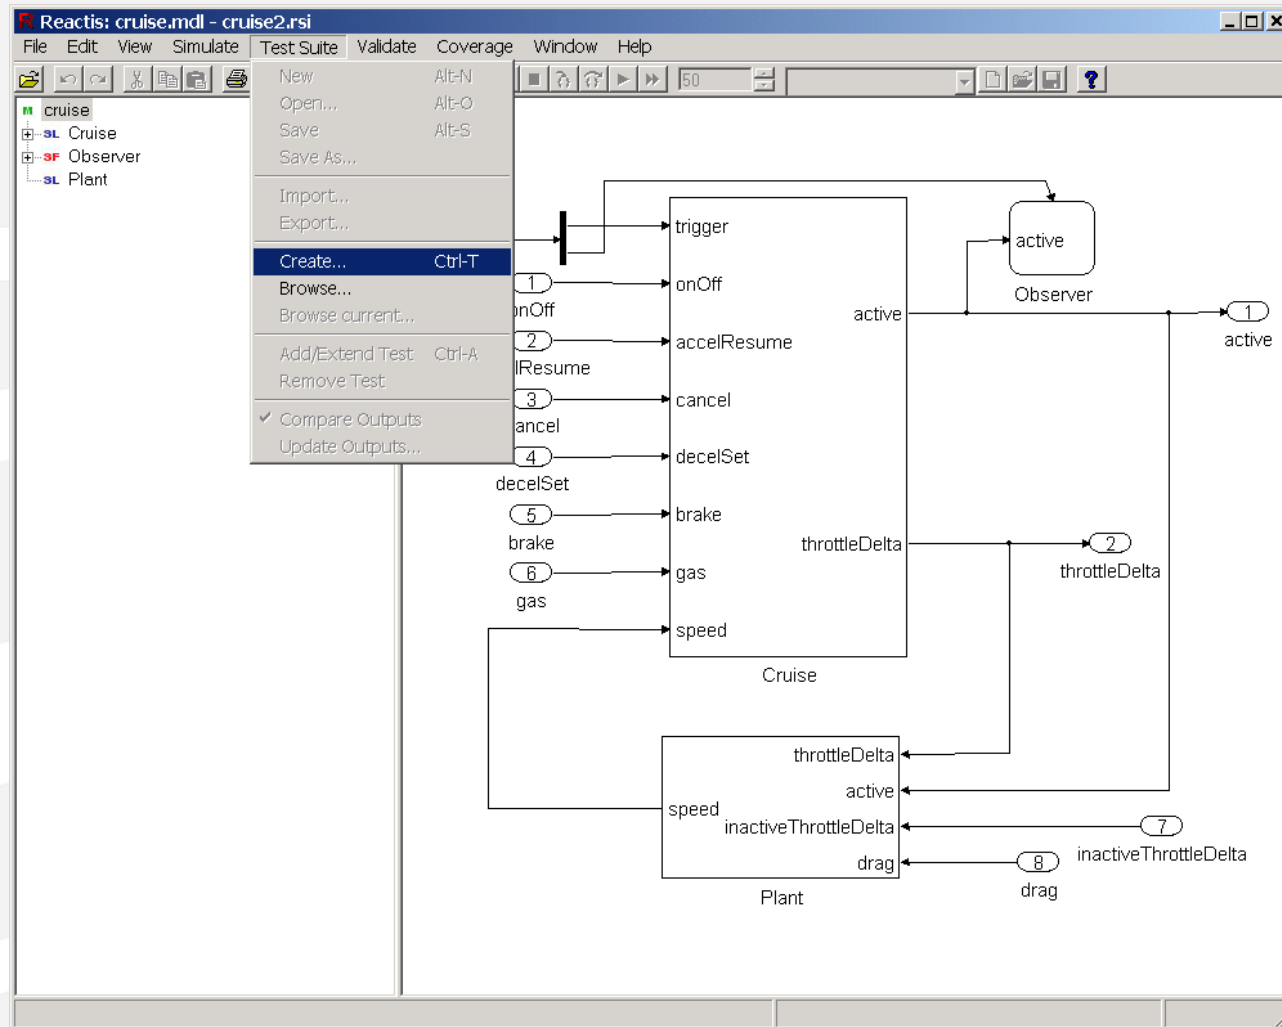 Reactis: cruise.mdl - cruise2.rsi
File Edit View Simulate Test Suite Validate Coverage Window Help
50
M cruise
SL Cruise
SF Observer
SL Plant
New Alt-N
Open... Alt-O
Save Alt-S
Save As...
Import...
Export...
Create... Ctrl-T
Browse...
Browse current...
Add/Extend Test Ctrl-A
Remove Test
Compare Outputs
Update Outputs...
trigger
1
onOff
nOff
2
accelResume
lResume
3
cancel
ancel
4
decelSet
decelSet
5
brake
brake
6
gas
gas
speed
active
throttleDelta
Cruise
active
Observer
1
active
2
throttleDelta
throttleDelta
active
speed
inactiveThrottleDelta
drag
Plant
7
inactiveThrottleDelta
8
drag